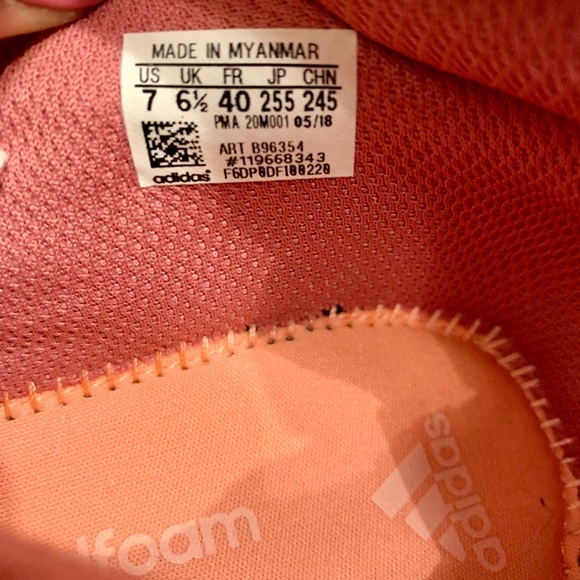 MADE IN MYANMAR
US UK FR JP CHN
7 6½ 40 255 245
PMA 20M001 05/18
ART B96354
#119668343
adidas F6DP0DF100220
adidas
foam